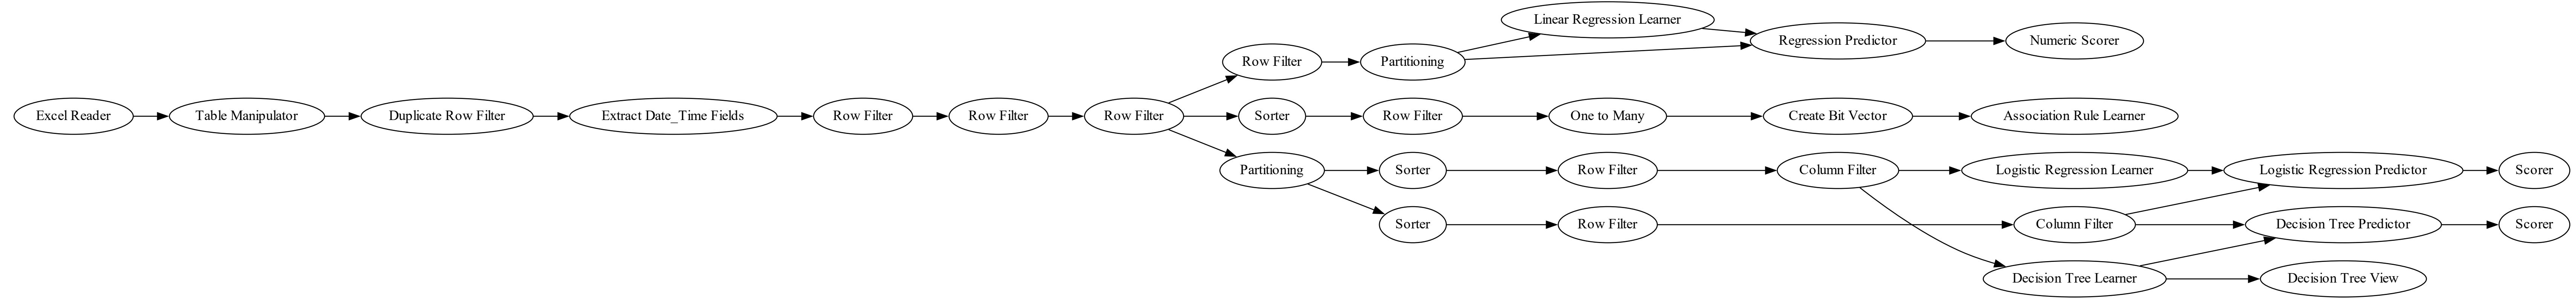 Linear Regression Learner
Regression Predictor
Numeric Scorer
Row Filter
Partitioning
Excel Reader
Table Manipulator
Duplicate Row Filter
Extract Date_Time Fields
Row Filter
Row Filter
Row Filter
Sorter
Row Filter
One to Many
Create Bit Vector
Association Rule Learner
Partitioning
Sorter
Row Filter
Column Filter
Logistic Regression Learner
Logistic Regression Predictor
Scorer
Sorter
Row Filter
Column Filter
Decision Tree Predictor
Scorer
Decision Tree Learner
Decision Tree View